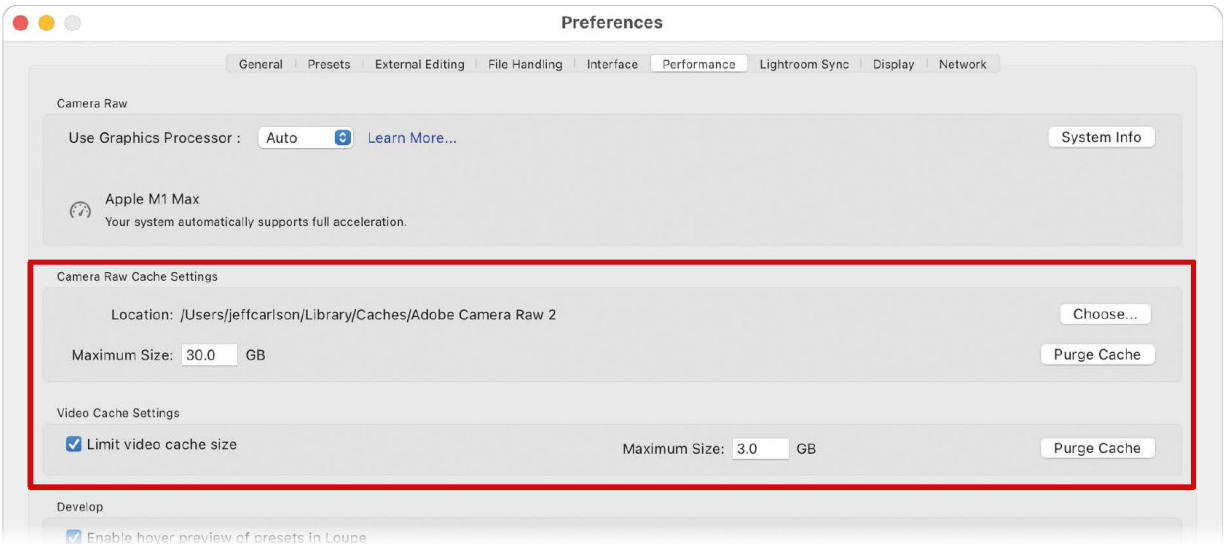 Preferences
General Presets External Editing File Handling Interface Performance Lightroom Sync Display Network
Camera Raw
Use Graphics Processor : Auto Learn More... System Info
Apple M1 Max
Your system automatically supports full acceleration.
Camera Raw Cache Settings
Location: /Users/jeffcarlson/Library/Caches/Adobe Camera Raw 2 Choose...
Maximum Size: 30.0 GB Purge Cache
Video Cache Settings
Limit video cache size Maximum Size: 3.0 GB Purge Cache
Develop
Enable hover preview of presets in Loupe